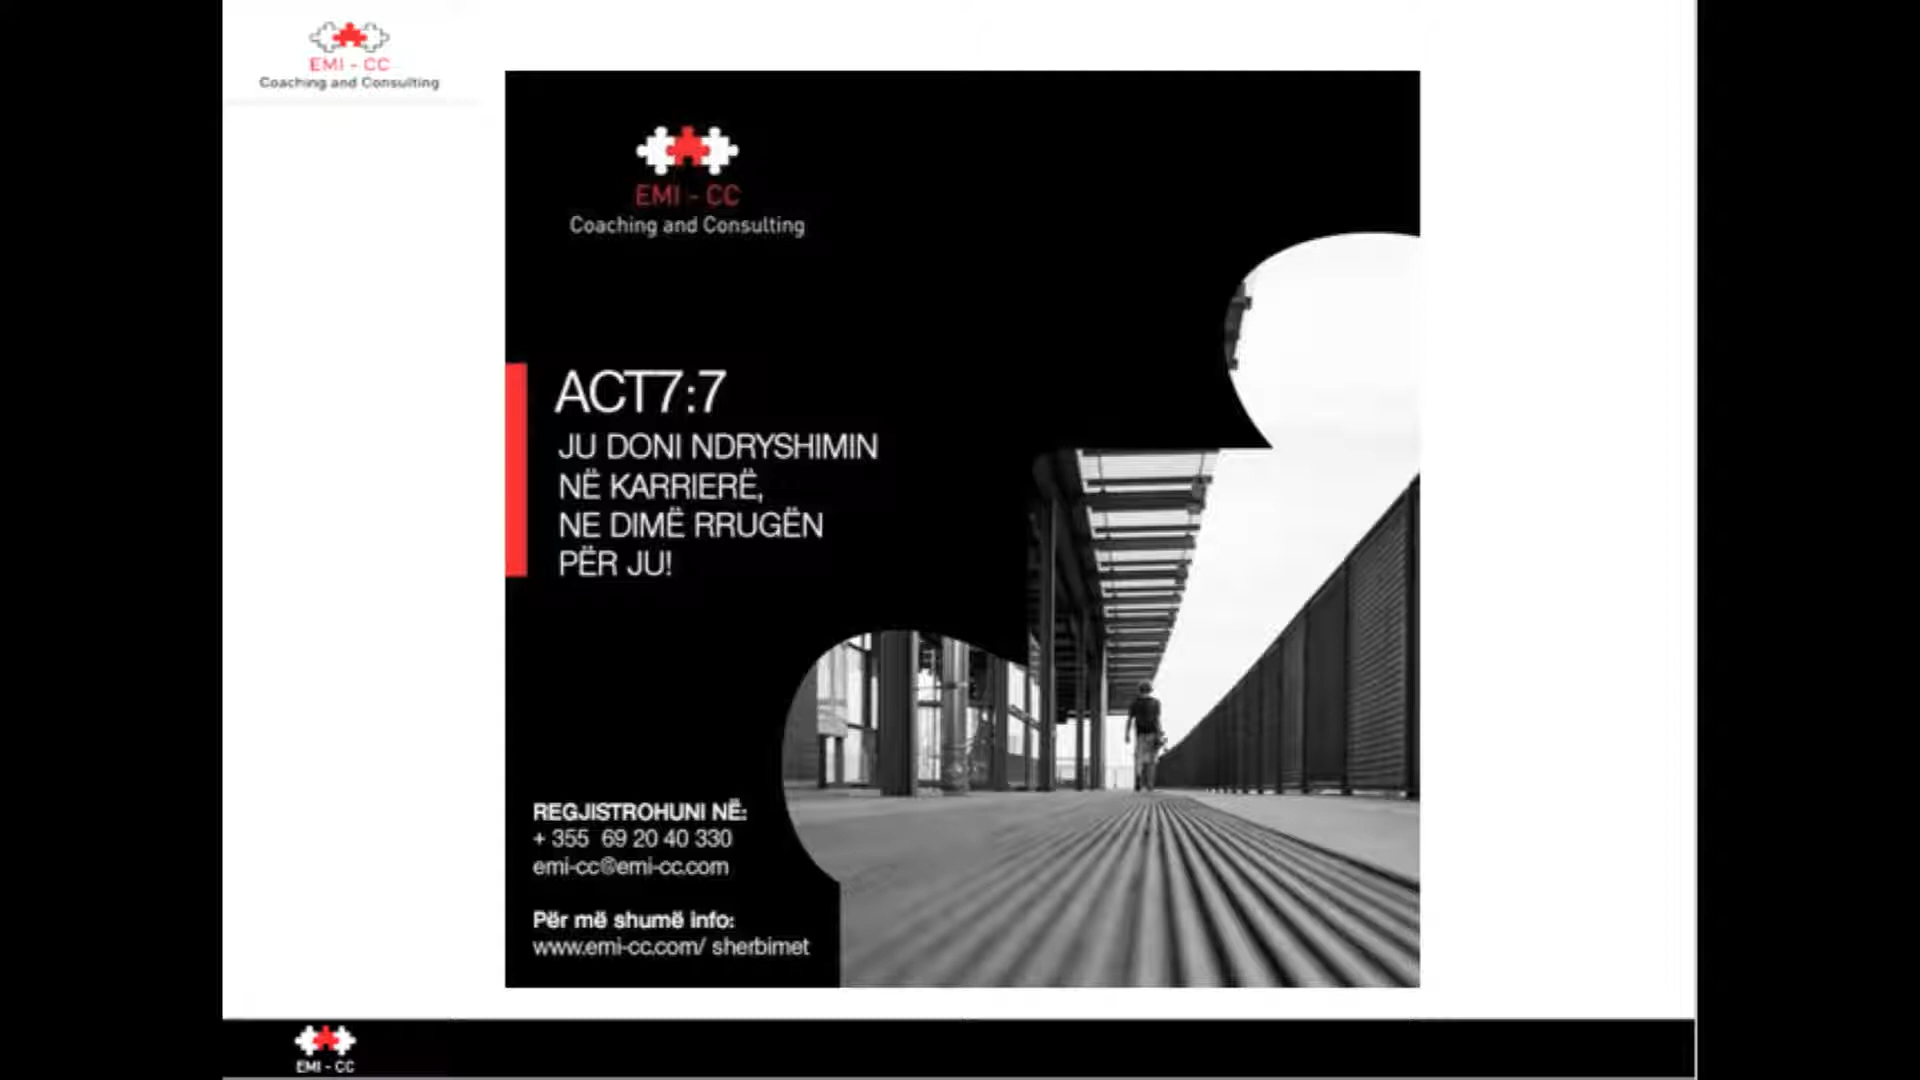 EMI - CC
Coaching and Consulting
EMI - CC
Coaching and Consulting
ACT7:7
JU DONI NDRYSHIMIN
NË KARRIERË,
NE DIMË RRUGËN
PËR JU!
REGJISTROHUNI NË:
+ 355 69 20 40 330
emi-cc@emi-cc.com
Për më shumë info:
www.emi-cc.com/ sherbimet
EMI - CC